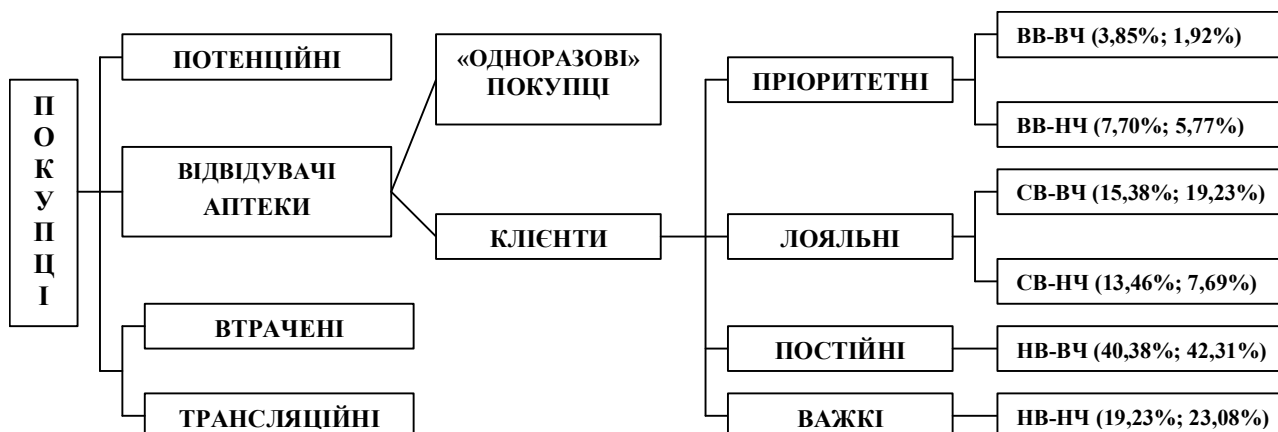 ПОКУПЦІ
ПОТЕНЦІЙНІ
ВІДВІДУВАЧІ
АПТЕКИ
ВТРАЧЕНІ
ТРАНСЛЯЦІЙНІ
«ОДНОРАЗОВІ»
ПОКУПЦІ
КЛІЄНТИ
ПРІОРИТЕТНІ
ЛОЯЛЬНІ
ПОСТІЙНІ
ВАЖКІ
ВВ-ВЧ (3,85%; 1,92%)
ВВ-НЧ (7,70%; 5,77%)
СВ-ВЧ (15,38%; 19,23%)
СВ-НЧ (13,46%; 7,69%)
НВ-ВЧ (40,38%; 42,31%)
НВ-НЧ (19,23%; 23,08%)